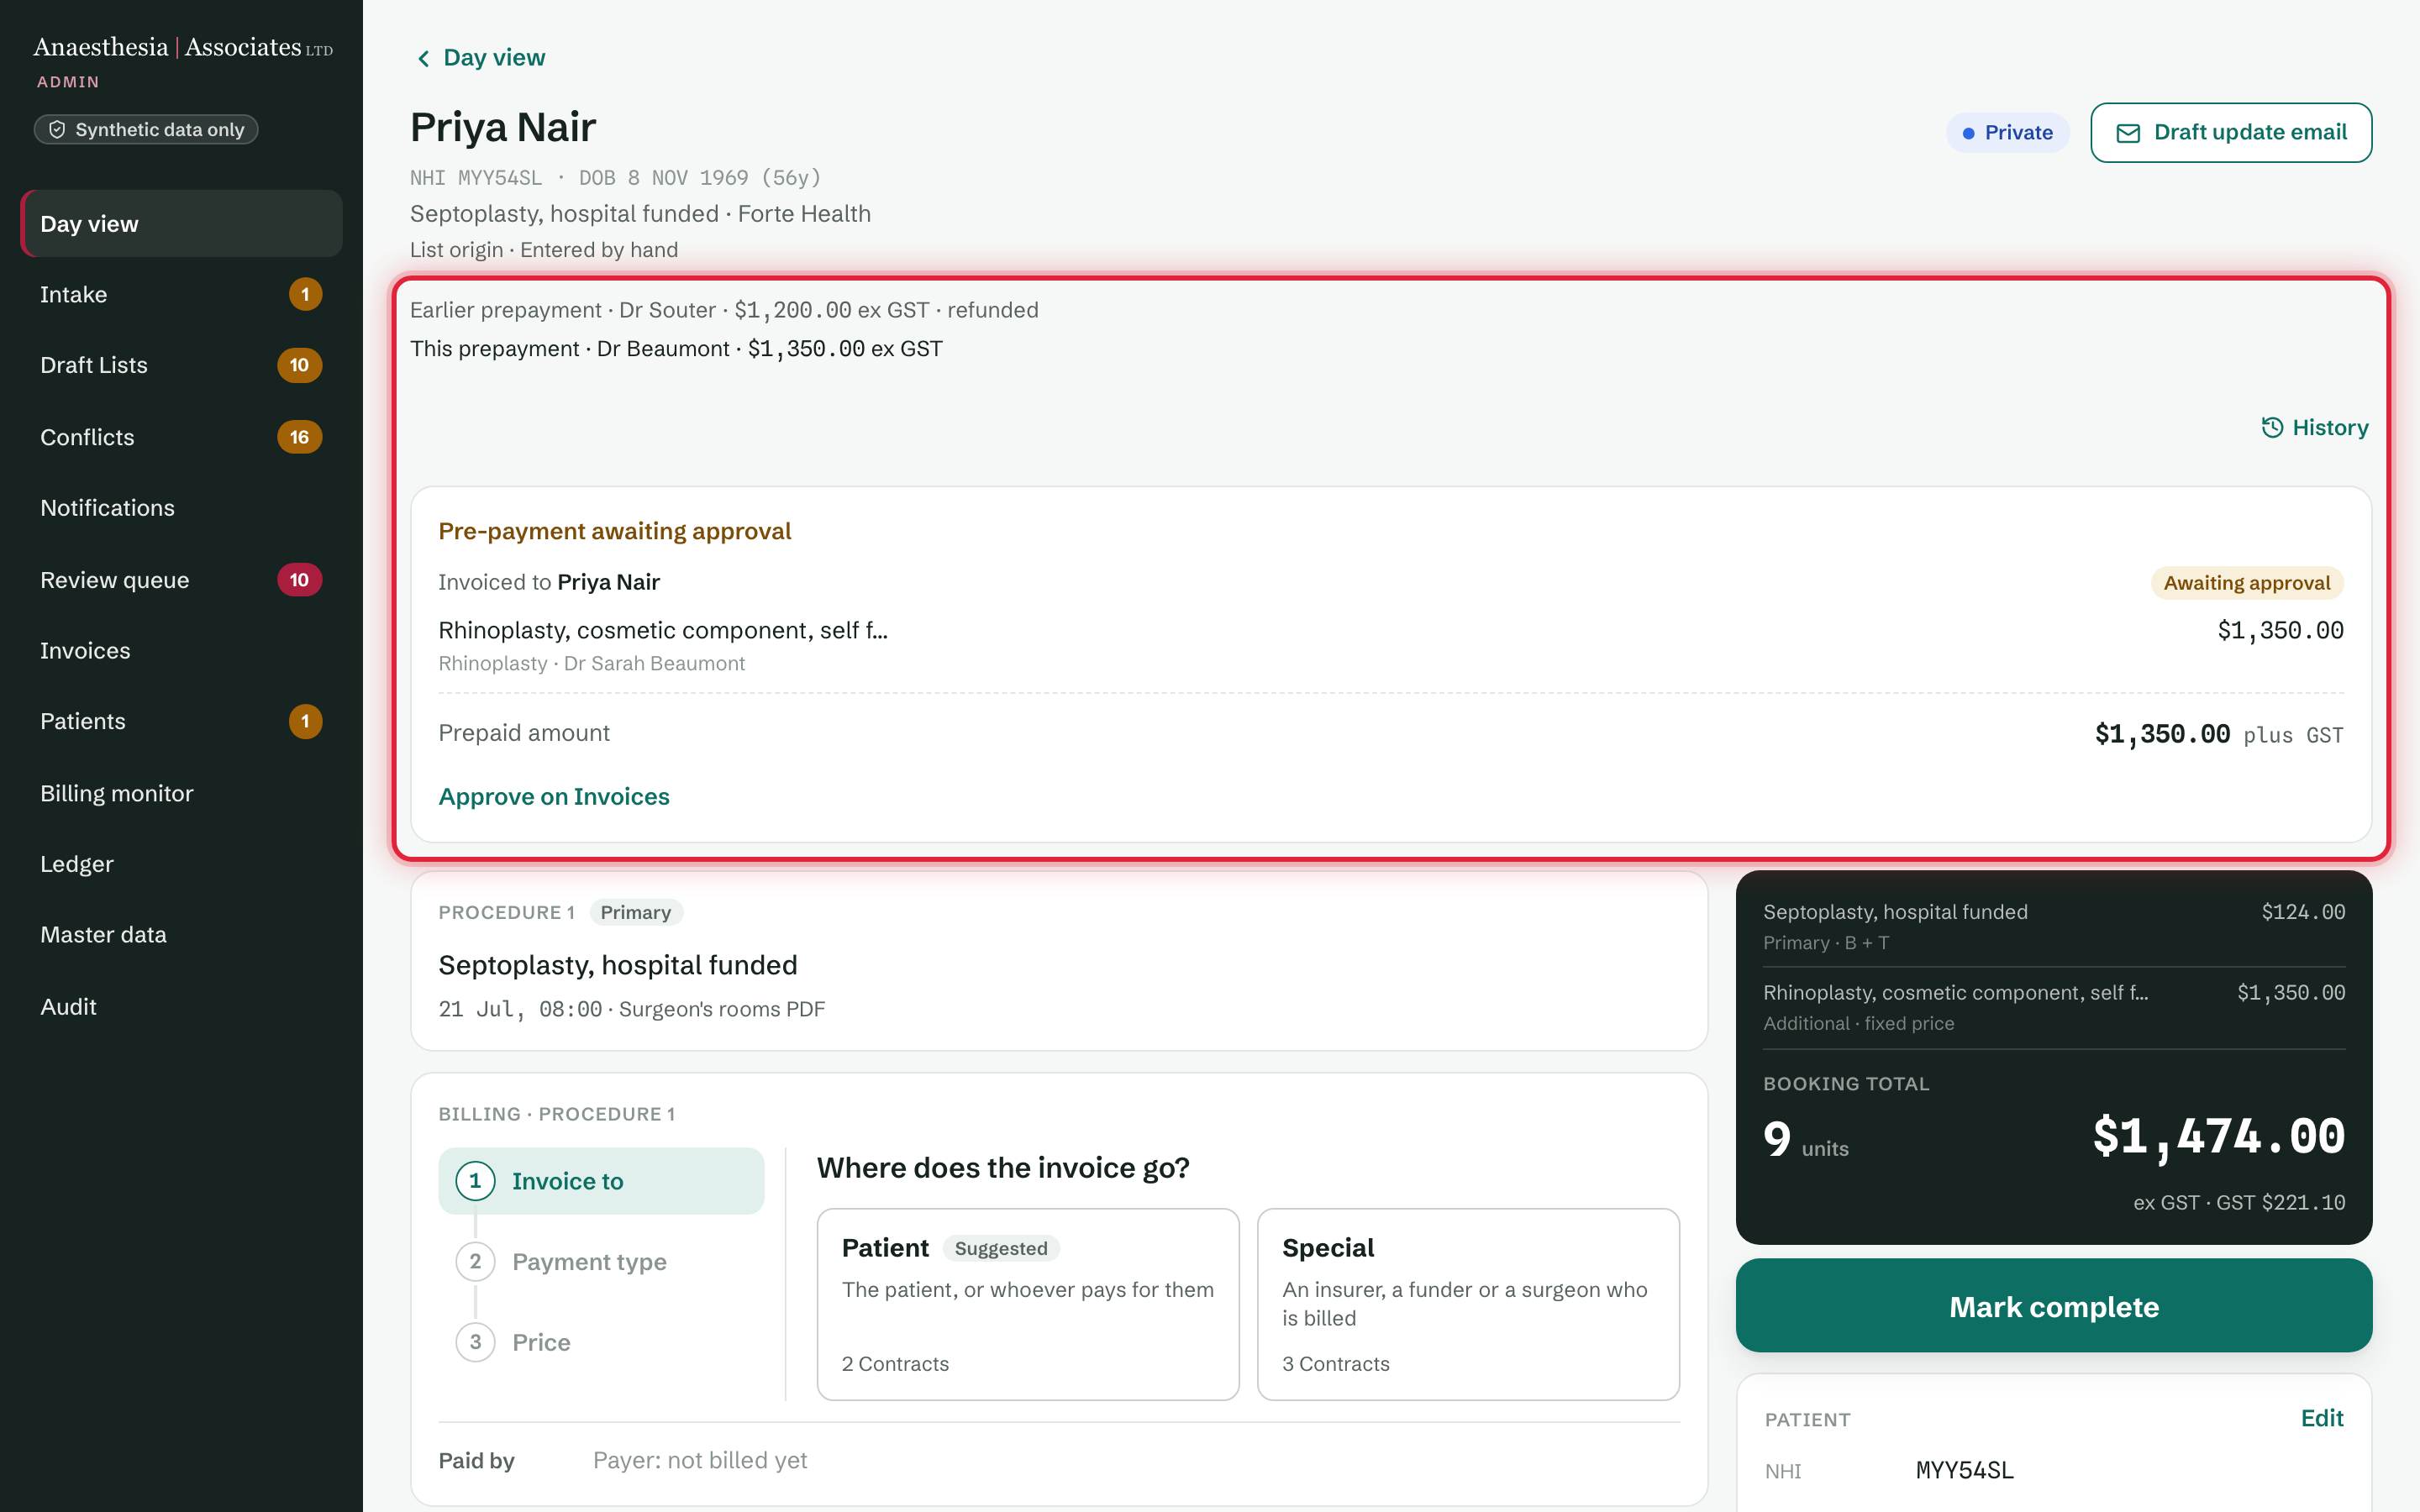 Anaesthesia | Associates LTD
ADMIN
Synthetic data only
Day view
Intake 1
Draft Lists 10
Conflicts 16
Notifications
Review queue 10
Invoices
Patients 1
Billing monitor
Ledger
Master data
Audit
Day view
Priya Nair
Private
Draft update email
NHI MYY54SL · DOB 8 NOV 1969 (56y)
Septoplasty, hospital funded · Forte Health
List origin · Entered by hand
Earlier prepayment · Dr Souter · $1,200.00 ex GST · refunded
This prepayment · Dr Beaumont · $1,350.00 ex GST
History
Pre-payment awaiting approval
Invoiced to Priya Nair
Awaiting approval
Rhinoplasty, cosmetic component, self f... $1,350.00
Rhinoplasty · Dr Sarah Beaumont
Prepaid amount $1,350.00 plus GST
Approve on Invoices
PROCEDURE 1 Primary
Septoplasty, hospital funded
21 Jul, 08:00 · Surgeon's rooms PDF
BILLING · PROCEDURE 1
1 Invoice to
2 Payment type
3 Price
Where does the invoice go?
Patient Suggested
The patient, or whoever pays for them
2 Contracts
Special
An insurer, a funder or a surgeon who
is billed
3 Contracts
Paid by Payer: not billed yet
Septoplasty, hospital funded $124.00
Primary · B + T
Rhinoplasty, cosmetic component, self f... $1,350.00
Additional · fixed price
BOOKING TOTAL
9 units $1,474.00
ex GST · GST $221.10
Mark complete
PATIENT Edit
NHI MYY54SL